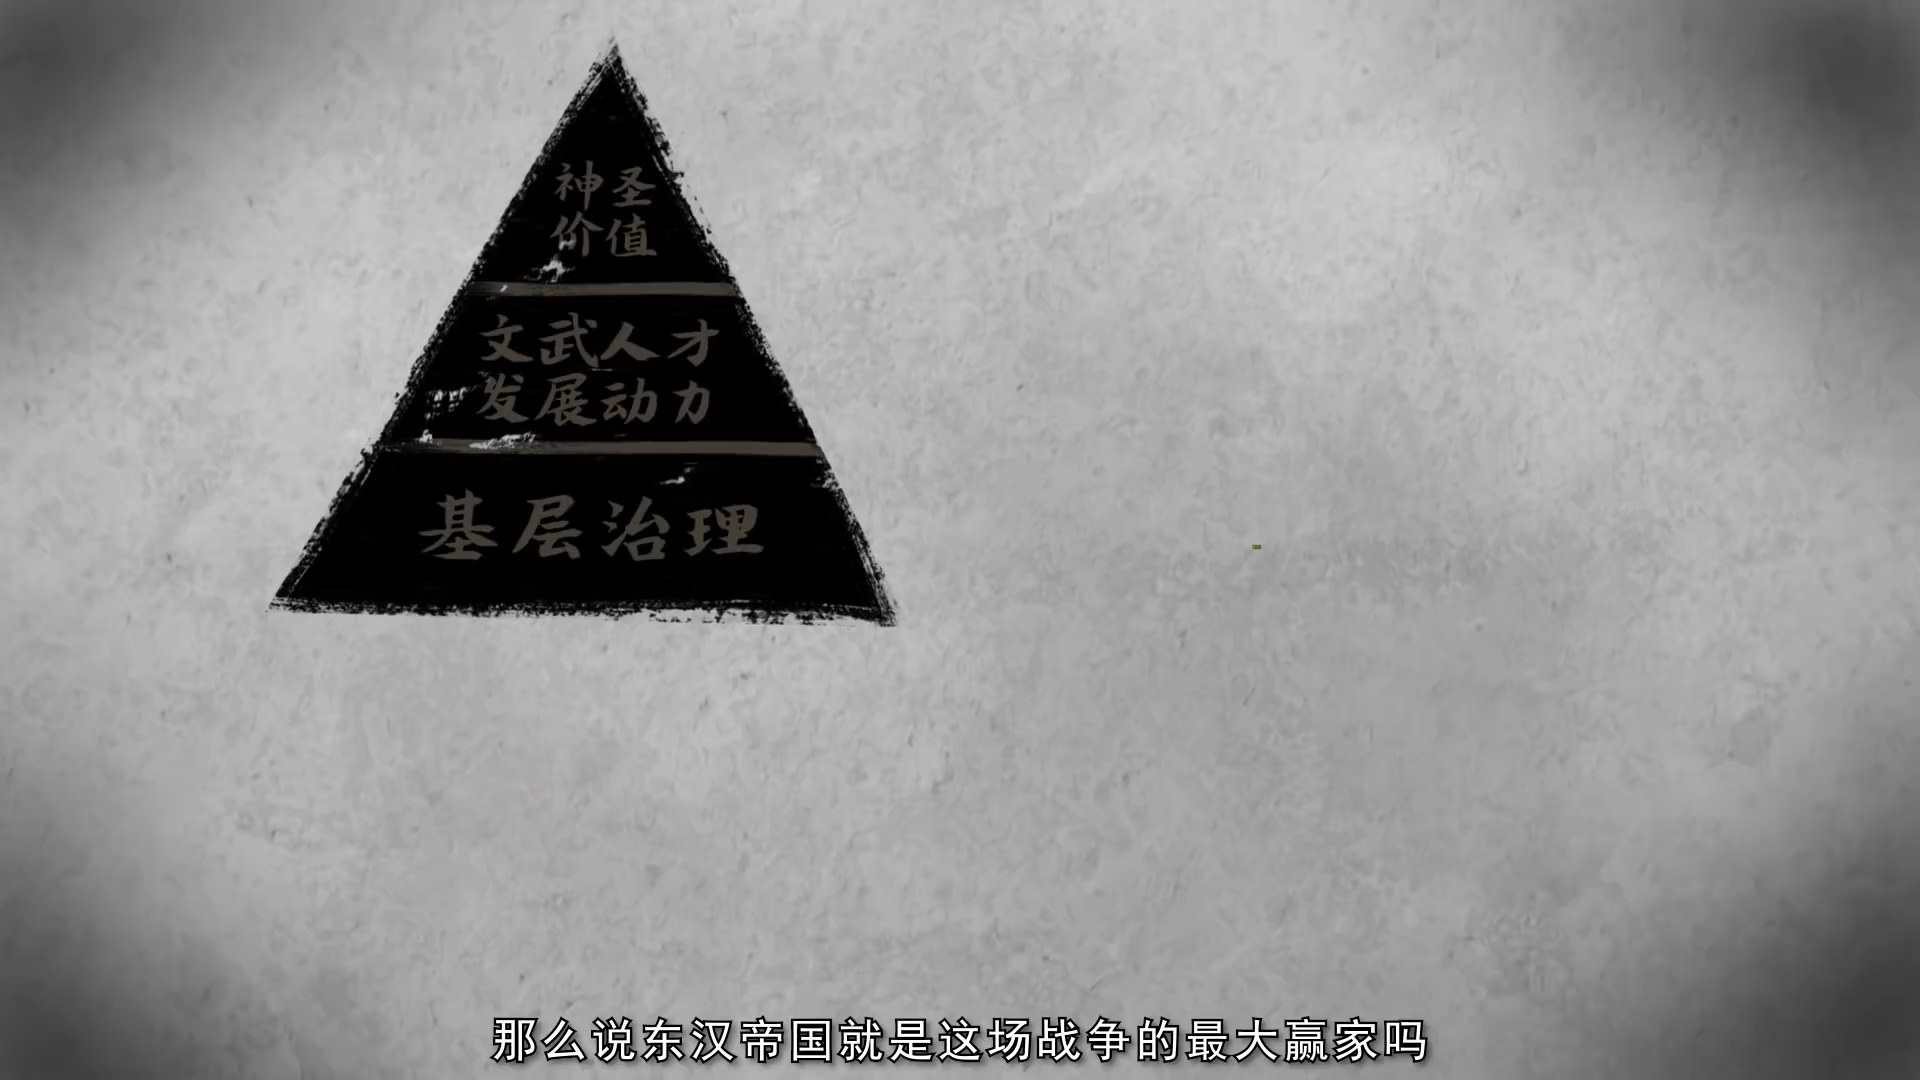 神圣
价值
文武人才
发展动力
基层治理
那么说东汉帝国就是这场战争的最大赢家吗